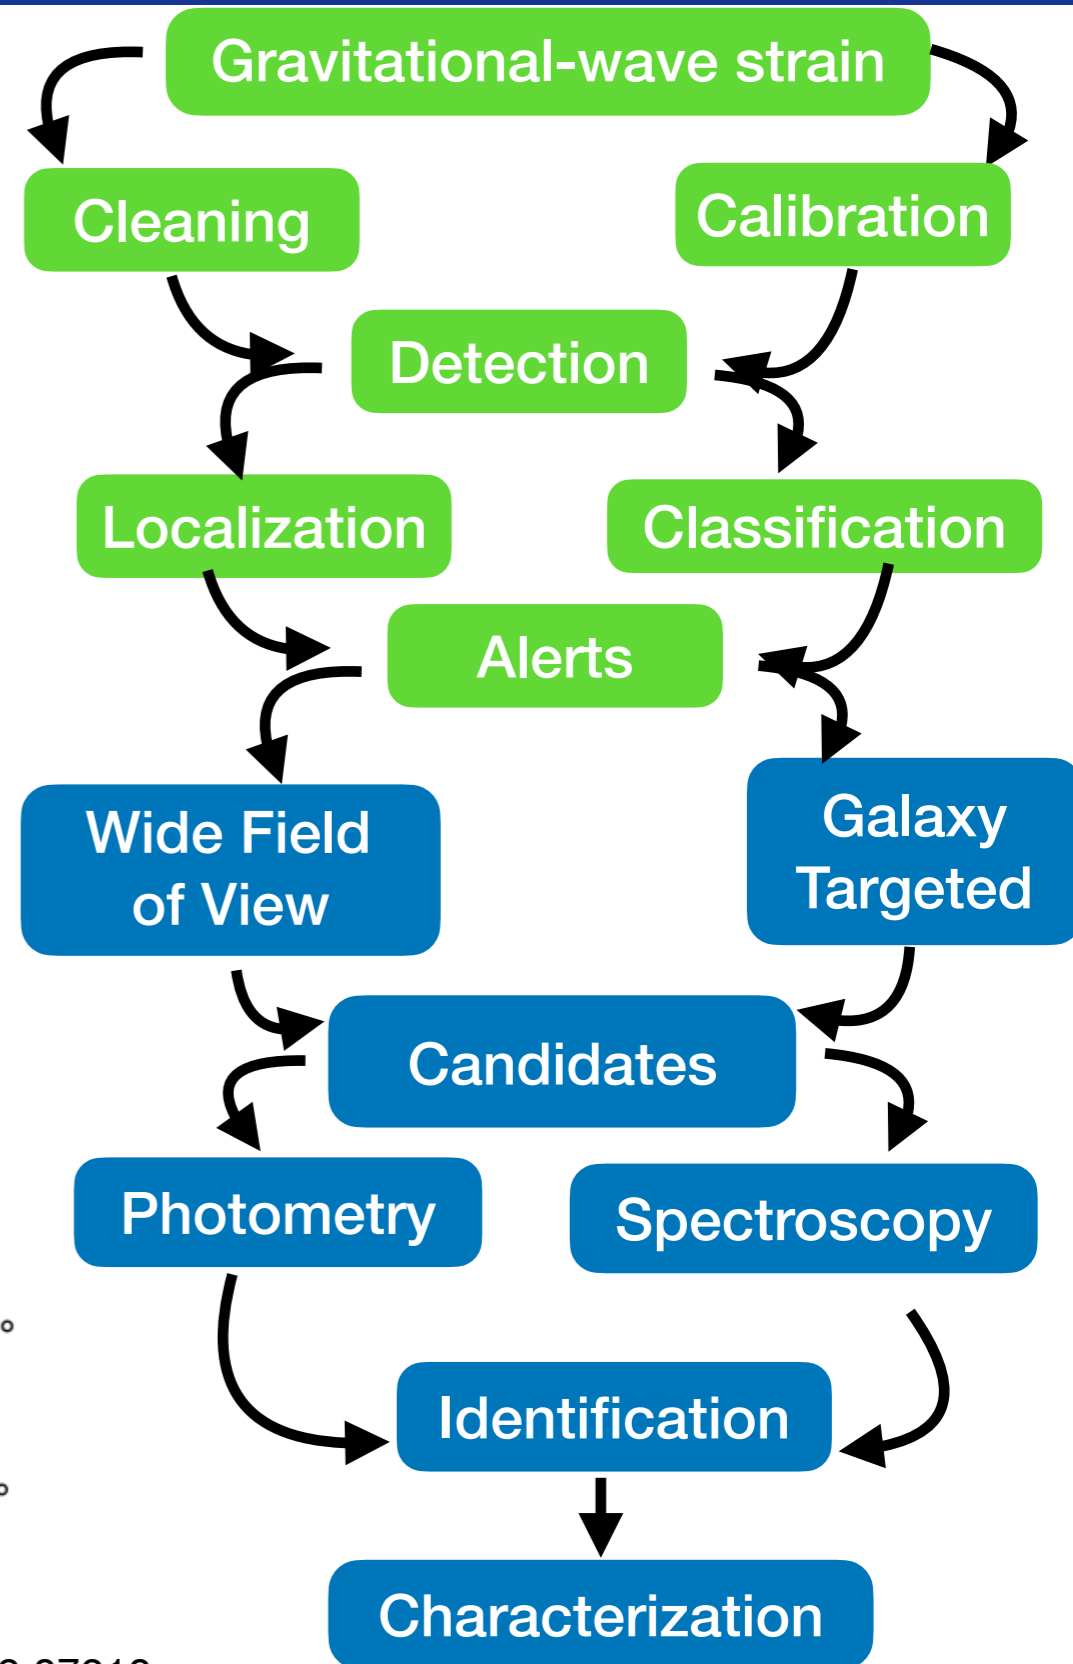 Gravitational-wave strain
Cleaning
Calibration
Detection
Localization
Classification
Alerts
Wide Field
of View
Galaxy
Targeted
Candidates
Photometry
Spectroscopy
°
Identification
°
Characterization